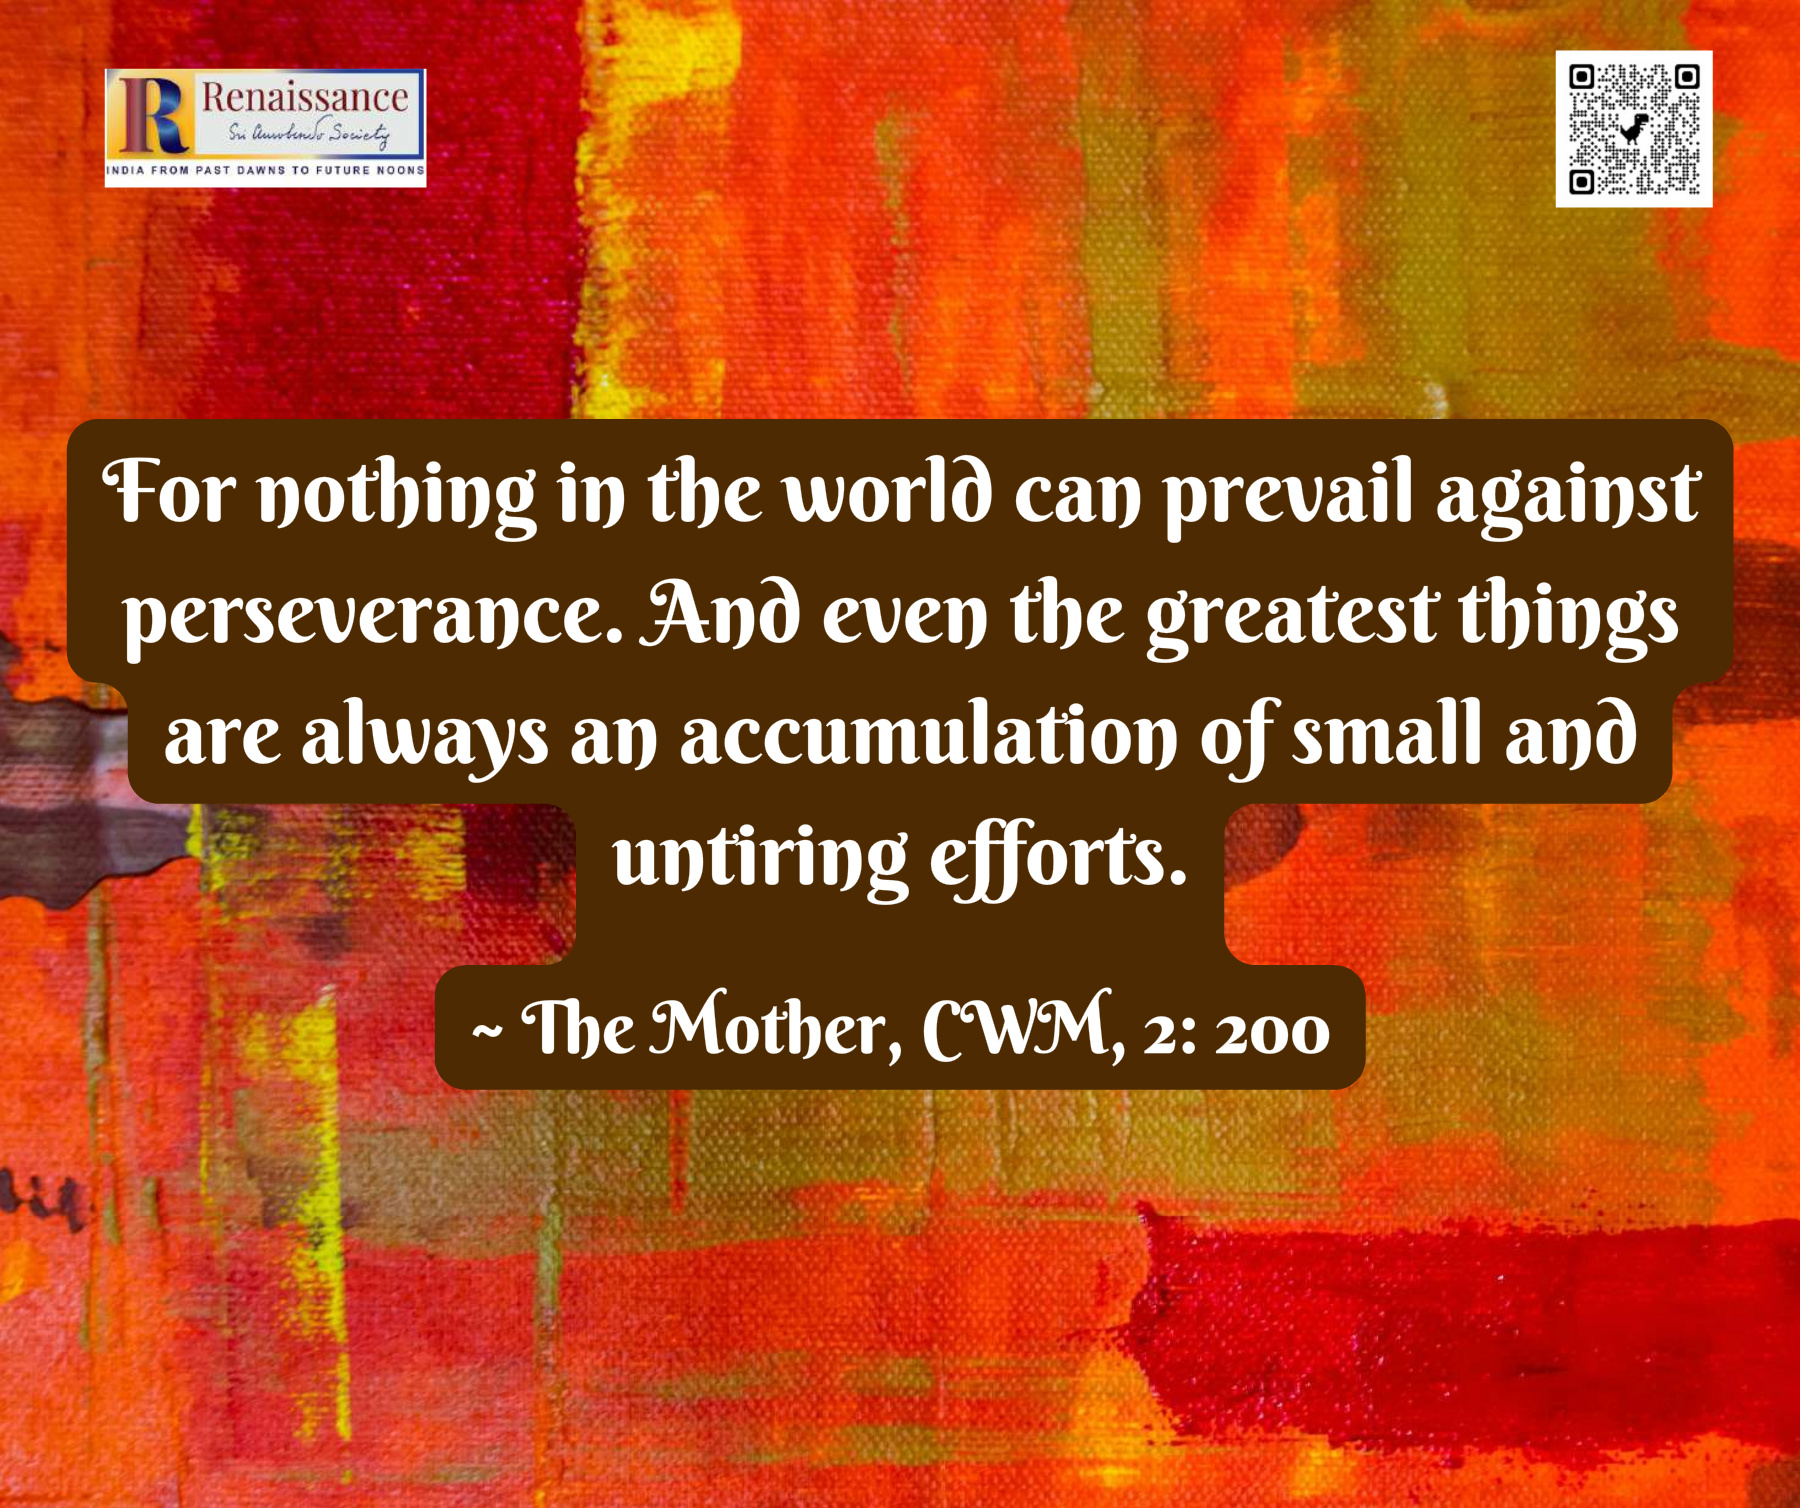 Renaissance
Sri Aurobindo Society
INDIA FROM PAST DAWNS TO FUTURE NOONS
For nothing in the world can prevail against
perseverance. And even the greatest things
are always an accumulation of small and
untiring efforts.
~ The Mother, CWM, 2: 200